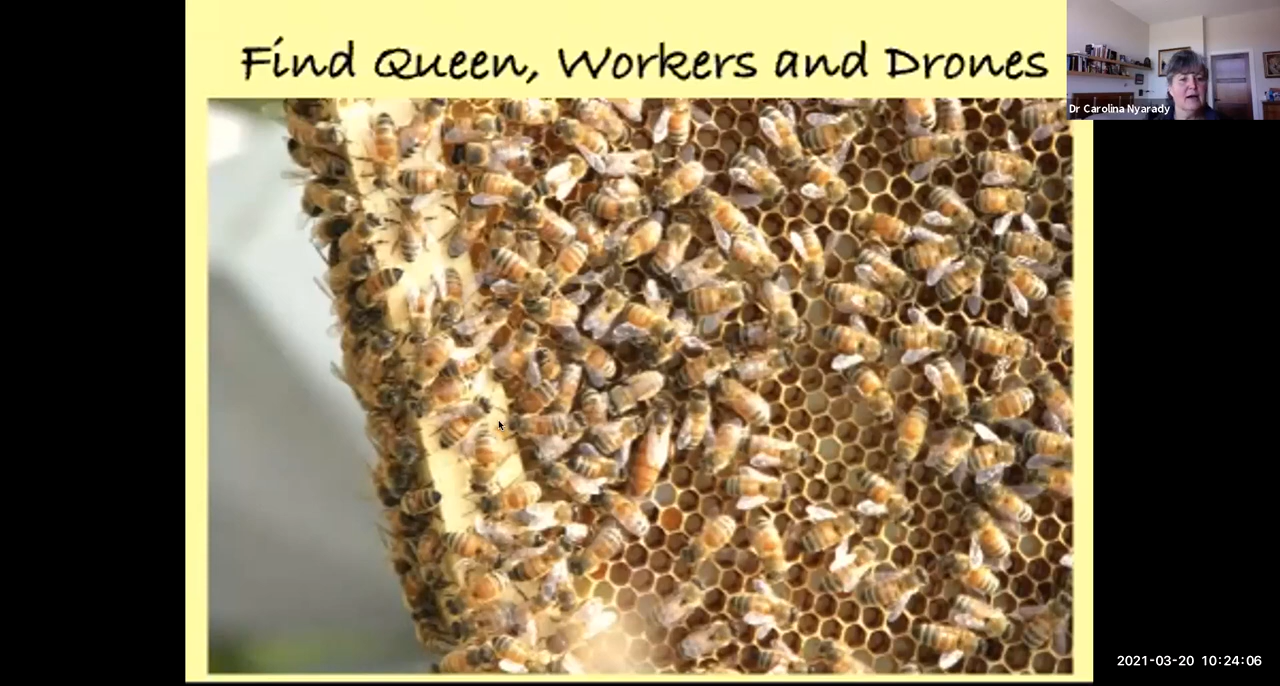 Find Queen, Workers and Drones
Dr Carolina Nyarady
2021-03-20 10:24:06